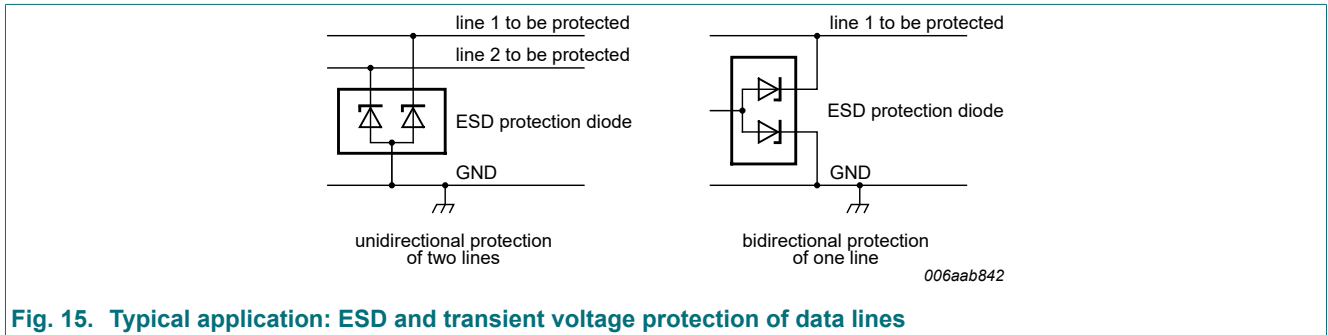 line 1 to be protected
line 2 to be protected
ESD protection diode
GND
unidirectional protection
of two lines
line 1 to be protected
ESD protection diode
GND
bidirectional protection
of one line
006aab842
Fig. 15. Typical application: ESD and transient voltage protection of data lines